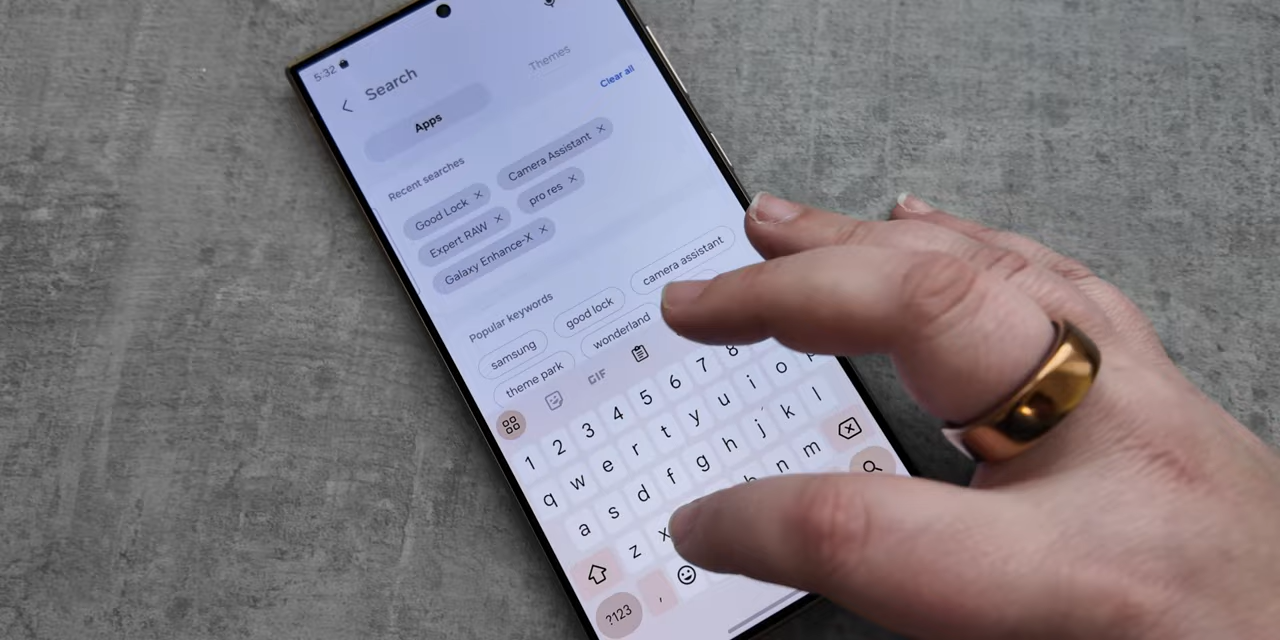 5:32
Search
Apps
Themes
Clear all
Recent searches
Good Lock ×
Camera Assistant ×
Expert RAW ×
pro res ×
Galaxy Enhance-X ×
Popular keywords
samsung
good lock
camera assistant
theme park
wonderland
GIF
1 2 3 4 5 6 7 8
q w e r t y u i o p
a s d f g h j k l
z x b n m
?123 ,